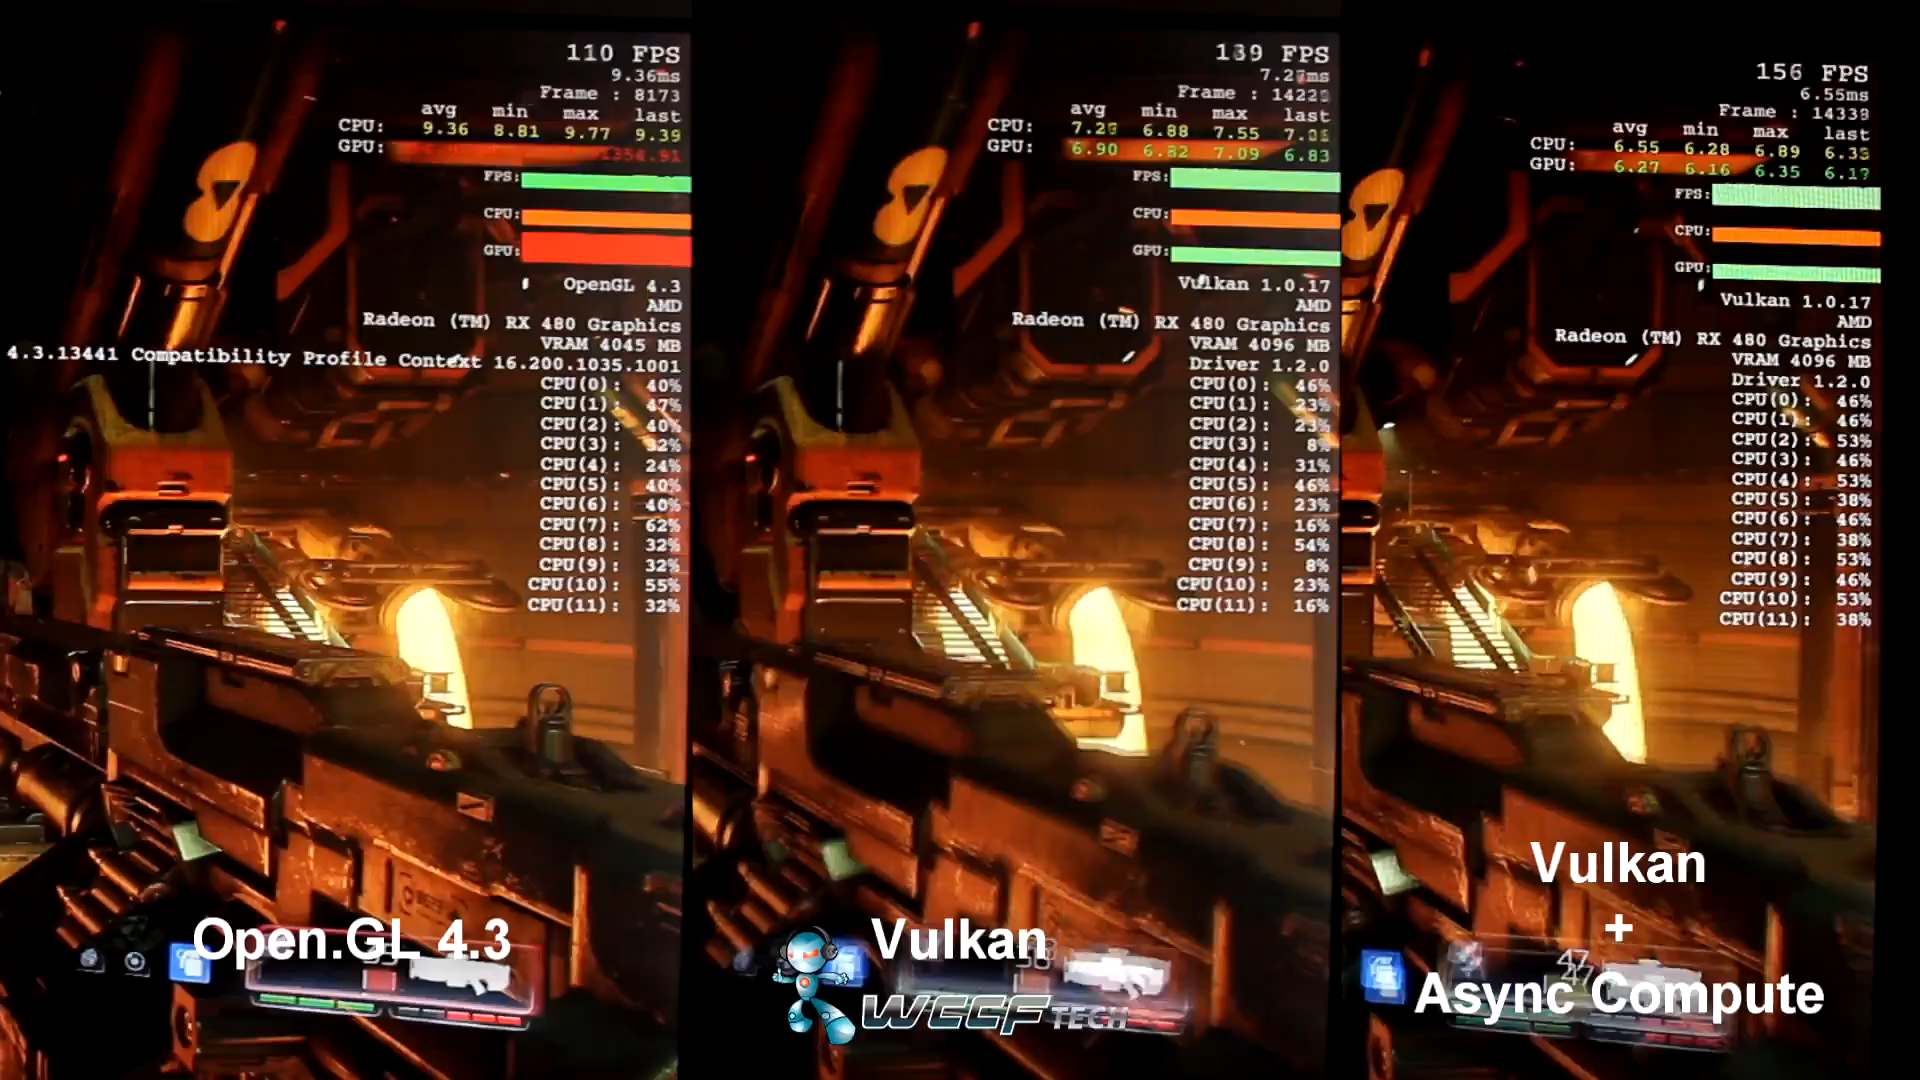 110 FPS
9.36ms
Frame : 8173
avg min max last
CPU: 9.36 8.81 9.77 9.39
GPU: 1354.91
FPS:
CPU:
GPU:
OpenGL 4.3
AMD
Radeon (TM) RX 480 Graphics
VRAM 4045 MB
4.3.13441 Compatibility Profile Context 16.200.1035.1001
CPU(0): 40%
CPU(1): 47%
CPU(2): 40%
CPU(3): 32%
CPU(4): 24%
CPU(5): 40%
CPU(6): 40%
CPU(7): 62%
CPU(8): 32%
CPU(9): 32%
CPU(10): 55%
CPU(11): 32%
Open.GL 4.3
139 FPS
Frame :
avg min max last
CPU: 6.88 7.55
GPU: 6.90 6.82 7.09 6.83
FPS:
CPU:
GPU:
Vulkan 1.0.17
AMD
Radeon (TM) RX 480 Graphics
VRAM 4096 MB
Driver 1.2.0
CPU(0): 46%
CPU(1): 23%
CPU(2): 23%
CPU(3): 8%
CPU(4): 31%
CPU(5): 46%
CPU(6): 23%
CPU(7): 16%
CPU(8): 54%
CPU(9): 8%
CPU(10): 23%
CPU(11): 16%
Vulkan
WCCF TECH
156 FPS
6.55ms
Frame : 14339
avg min max last
CPU: 6.55 6.28 6.89
GPU: 6.27 6.16 6.35 6.17
FPS:
CPU:
GPU:
Vulkan 1.0.17
AMD
Radeon (TM) RX 480 Graphics
VRAM 4096 MB
Driver 1.2.0
CPU(0): 46%
CPU(1): 46%
CPU(2): 53%
CPU(3): 46%
CPU(4): 53%
CPU(5): 38%
CPU(6): 46%
CPU(7): 38%
CPU(8): 53%
CPU(9): 46%
CPU(10): 53%
CPU(11): 38%
Vulkan
+
Async Compute